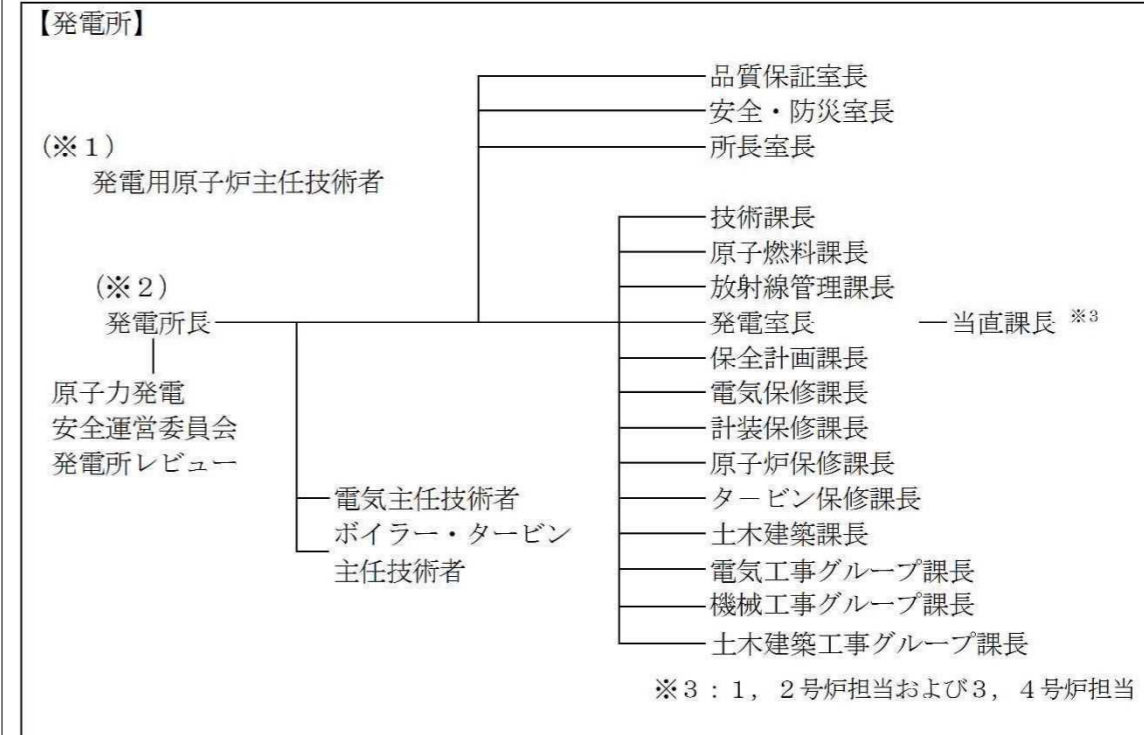 【発電所】
品質保証室長
安全・防災室長
所長室長
(※1)
発電用原子炉主任技術者
技術課長
原子燃料課長
放射線管理課長
(※2)
発電所長
発電室長
当直課長 ※3
保全計画課長
原子力発電
安全運営委員会
発電所レビュー
電気保修課長
計装保修課長
原子炉保修課長
電気主任技術者
ボイラー・タービン
主任技術者
タービン保修課長
土木建築課長
電気工事グループ課長
機械工事グループ課長
土木建築工事グループ課長
※3：1，2号炉担当および3，4号炉担当